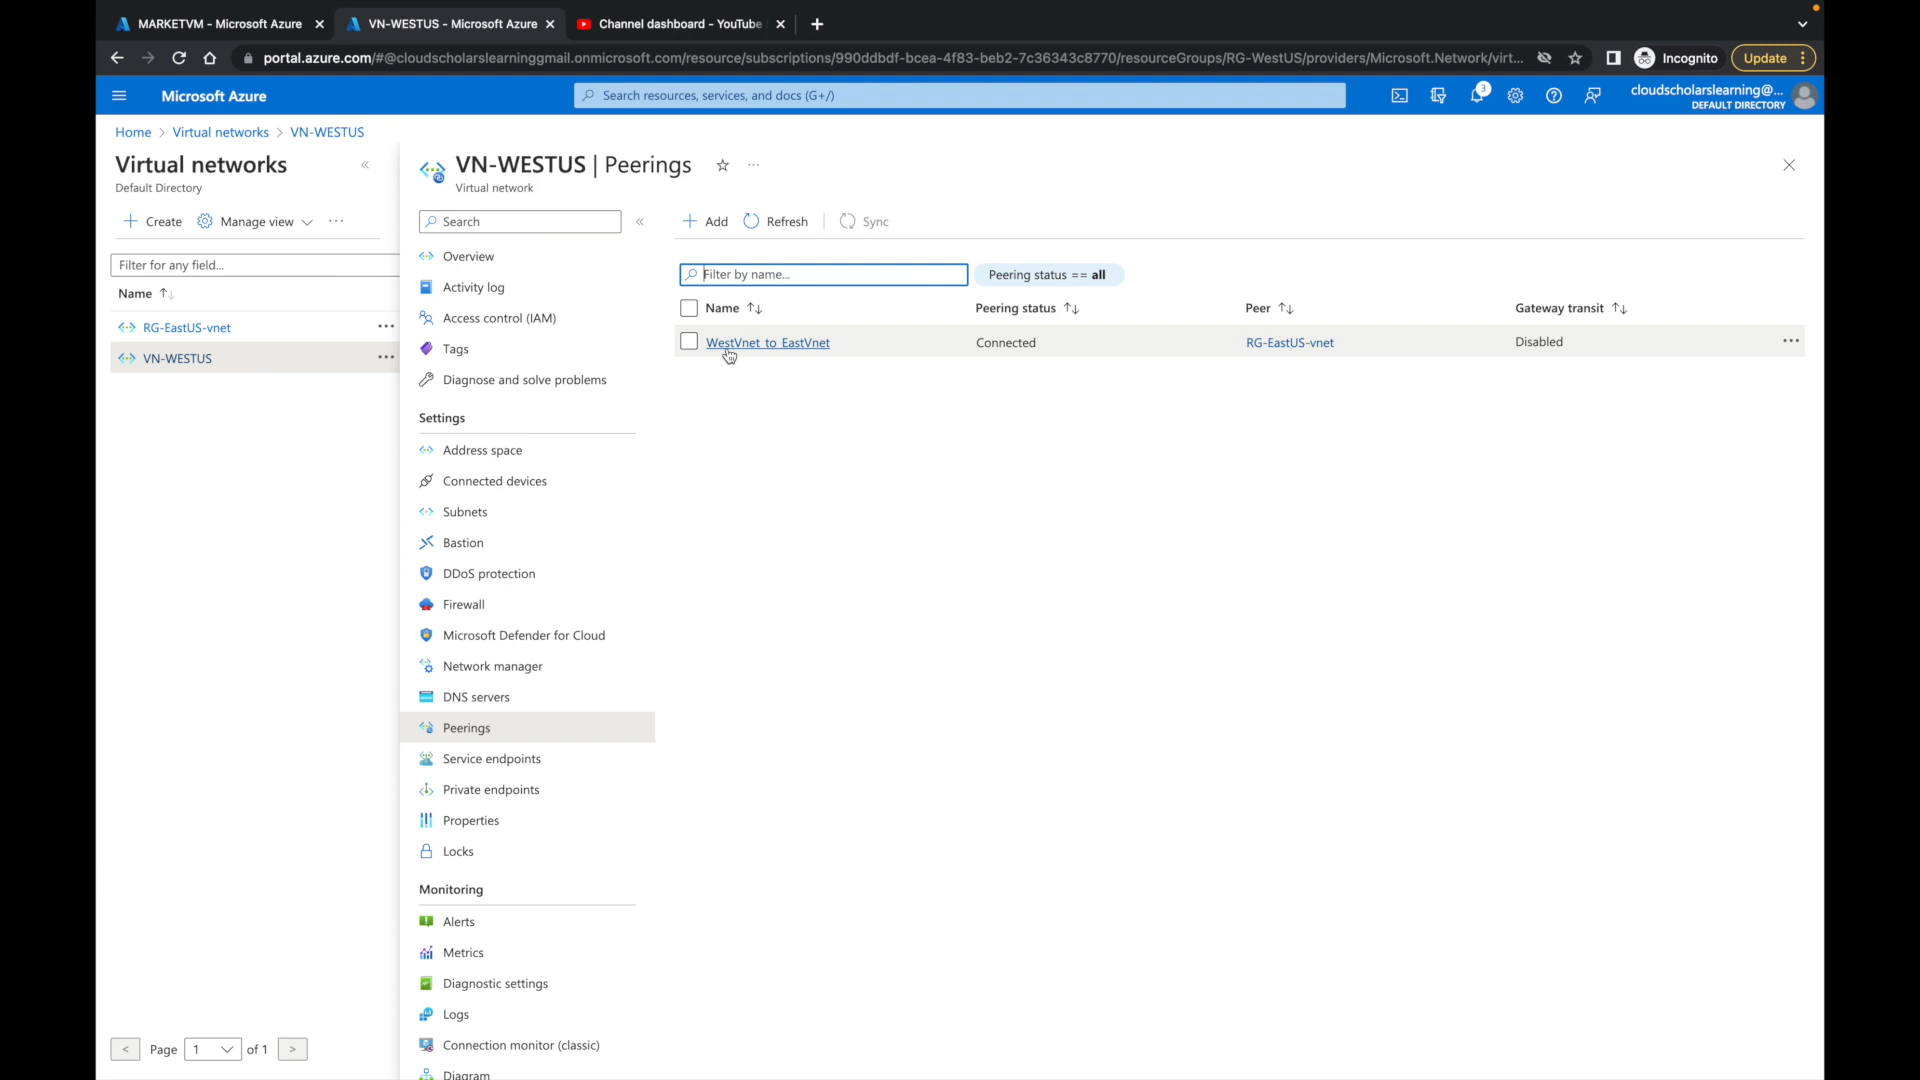 MARKETVM - Microsoft Azure
VN-WESTUS - Microsoft Azure
Channel dashboard - YouTube
portal.azure.com/#@cloudscholarslearninggmail.onmicrosoft.com/resource/subscriptions/990ddbdf-bcea-4f83-beb2-7c36343c8770/resourceGroups/RG-WestUS/providers/Microsoft.Network/virt...
Incognito
Update
Microsoft Azure
Search resources, services, and docs (G+/)
3
cloudscholarslearning@...
DEFAULT DIRECTORY
Home > Virtual networks > VN-WESTUS
Virtual networks
Default Directory
Create
Manage view
Filter for any field...
Name
RG-EastUS-vnet
VN-WESTUS
< Page 1 of 1 >
VN-WESTUS | Peerings
Virtual network
Search
Overview
Activity log
Access control (IAM)
Tags
Diagnose and solve problems
Settings
Address space
Connected devices
Subnets
Bastion
DDoS protection
Firewall
Microsoft Defender for Cloud
Network manager
DNS servers
Peerings
Service endpoints
Private endpoints
Properties
Locks
Monitoring
Alerts
Metrics
Diagnostic settings
Logs
Connection monitor (classic)
Diagram
Add
Refresh
Sync
Filter by name...
Peering status == all
Name Peering status Peer Gateway transit
WestVnet_to_EastVnet Connected RG-EastUS-vnet Disabled